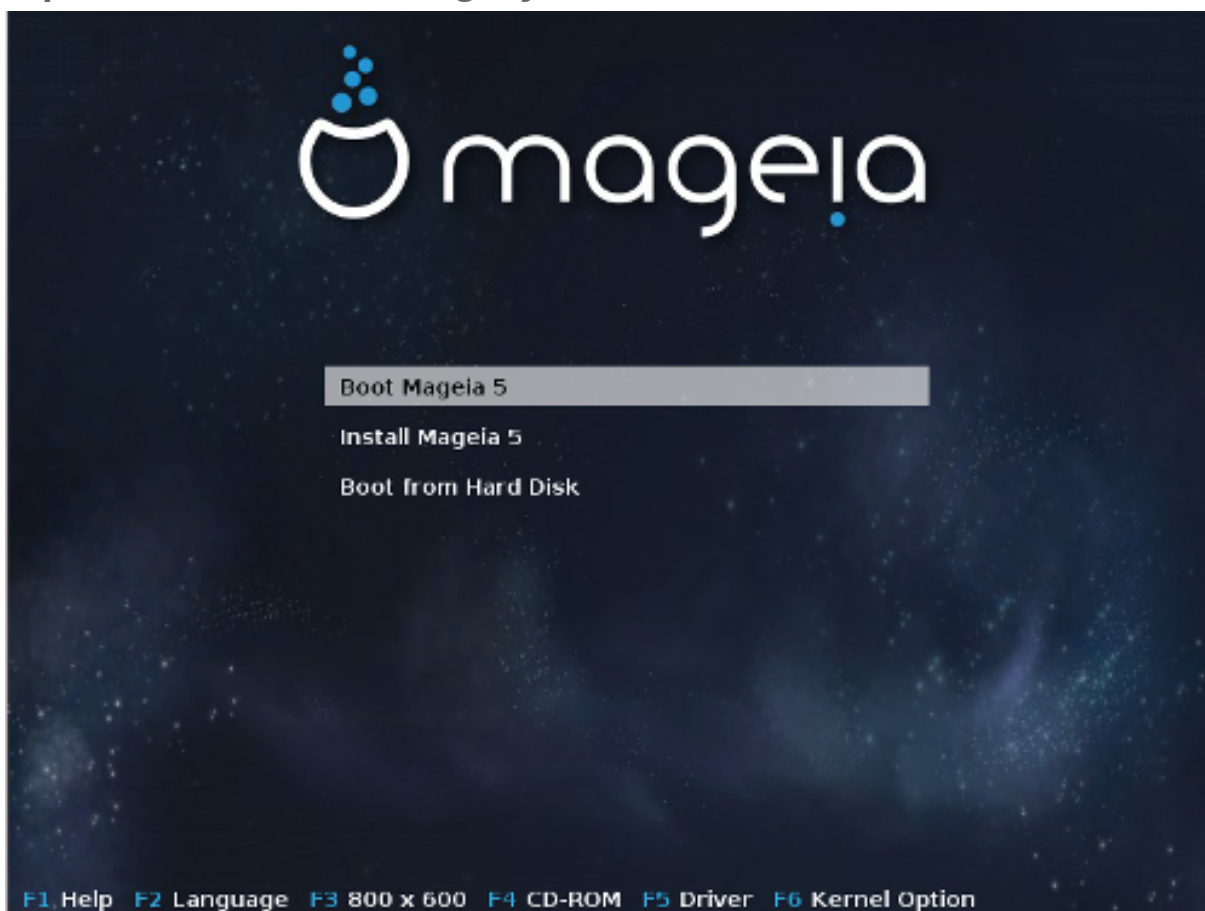 mageia
Boot Mageia 5
Install Mageia 5
Boot from Hard Disk
F1 Help F2 Language F3 800 x 600 F4 CD-ROM F5 Driver F6 Kernel Option